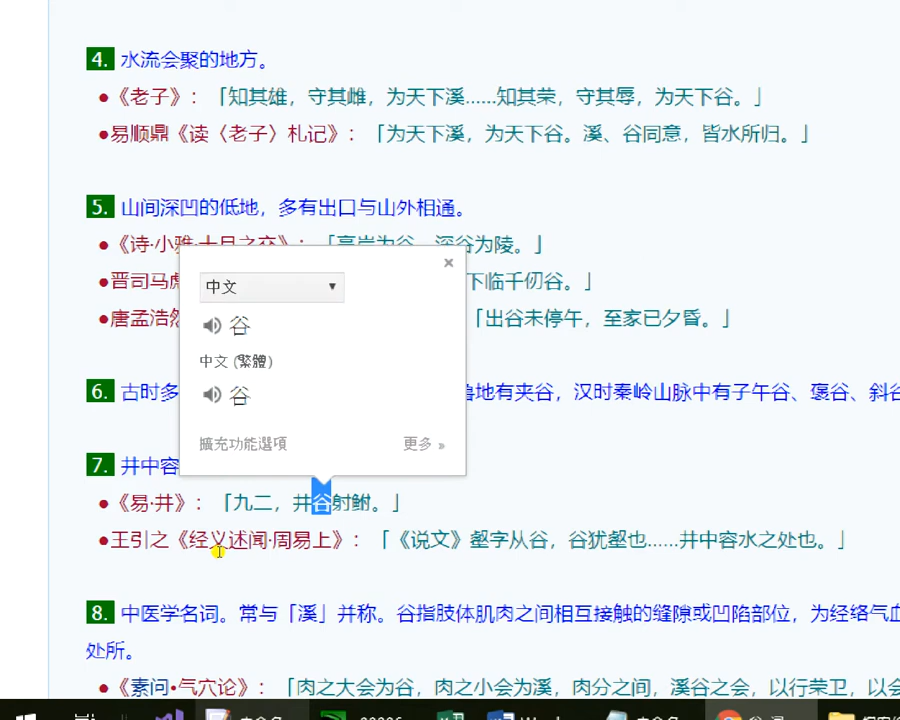 4. 水流会聚的地方。
●《老子》：「知其雄，守其雌，为天下溪……知其荣，守其辱，为天下谷。」
●易顺鼎《读〈老子〉札记》：「为天下溪，为天下谷。溪、谷同意，皆水所归。」
5. 山间深凹的低地，多有出口与山外相通。
●《诗·小雅·十月之交》：「高岸为谷，深谷为陵。」
●晋司马彪 下临千仞谷。」
●唐孟浩然 「出谷未停午，至家已夕昏。」
6. 古时多 鲁地有夹谷，汉时秦岭山脉中有子午谷、褒谷、斜谷
7. 井中容
●《易·井》：「九二，井谷射鲋。」
●王引之《经义述闻·周易上》：「《说文》壑字从谷，谷犹壑也……井中容水之处也。」
8. 中医学名词。常与「溪」并称。谷指肢体肌肉之间相互接触的缝隙或凹陷部位，为经络气血
处所。
●《素问•气穴论》：「肉之大会为谷，肉之小会为溪，肉分之间，溪谷之会，以行荣卫，以会
中文
谷
中文 (繁體)
谷
擴充功能選項
更多 »